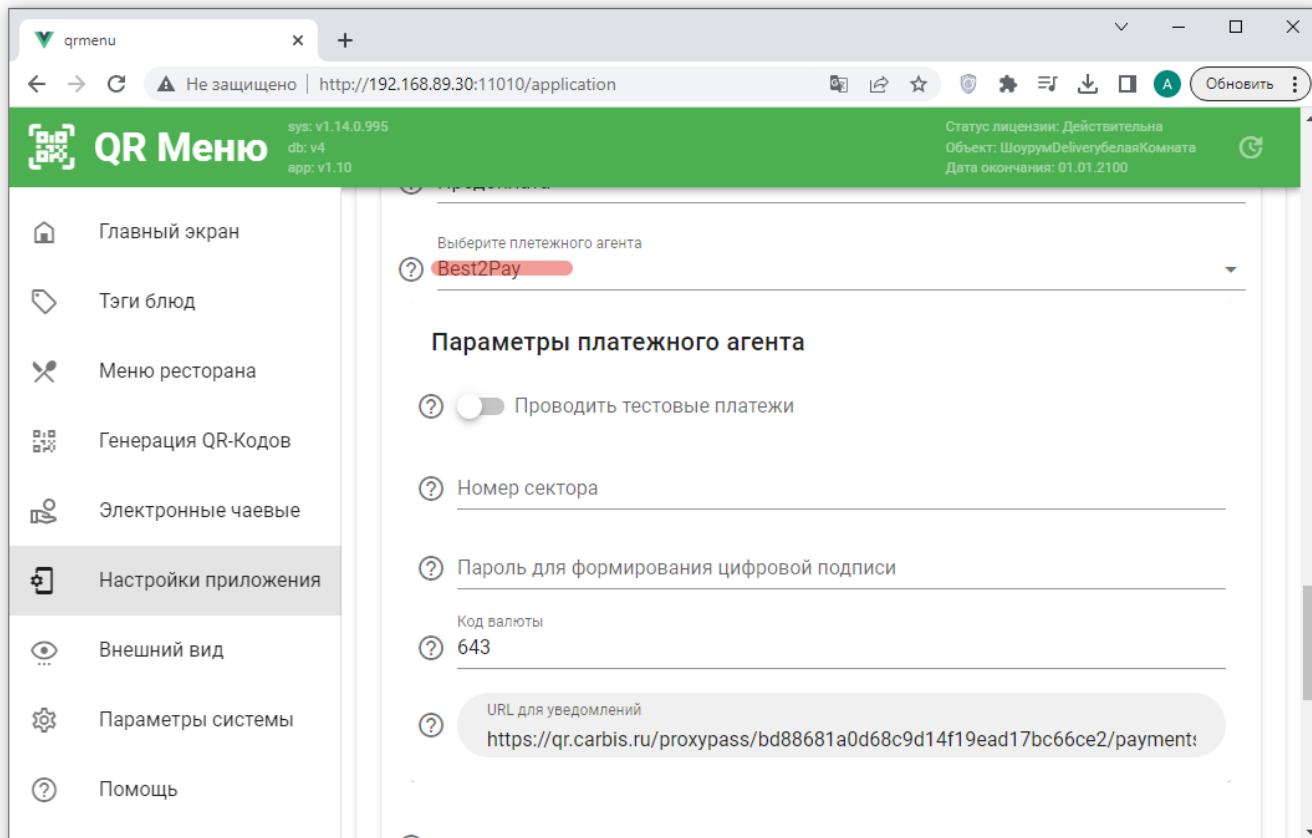 qrmenu
Не защищено http://192.168.89.30:11010/application
А
Обновить
QR Меню
sys: v1.14.0.995
db: v4
app: v1.10
Статус лицензии: Действительна
Объект: ШоурумDeliveryбелаяКомната
Дата окончания: 01.01.2100
Главный экран
Тэги блюд
Меню ресторана
Генерация QR-Кодов
Электронные чаевые
Настройки приложения
Внешний вид
Параметры системы
Помощь
Выберите плетежного агента
Best2Pay
Параметры платежного агента
Проводить тестовые платежи
Номер сектора
Пароль для формирования цифровой подписи
Код валюты
643
URL для уведомлений
https://qr.carbis.ru/proxypass/bd88681a0d68c9d14f19ead17bc66ce2/payments